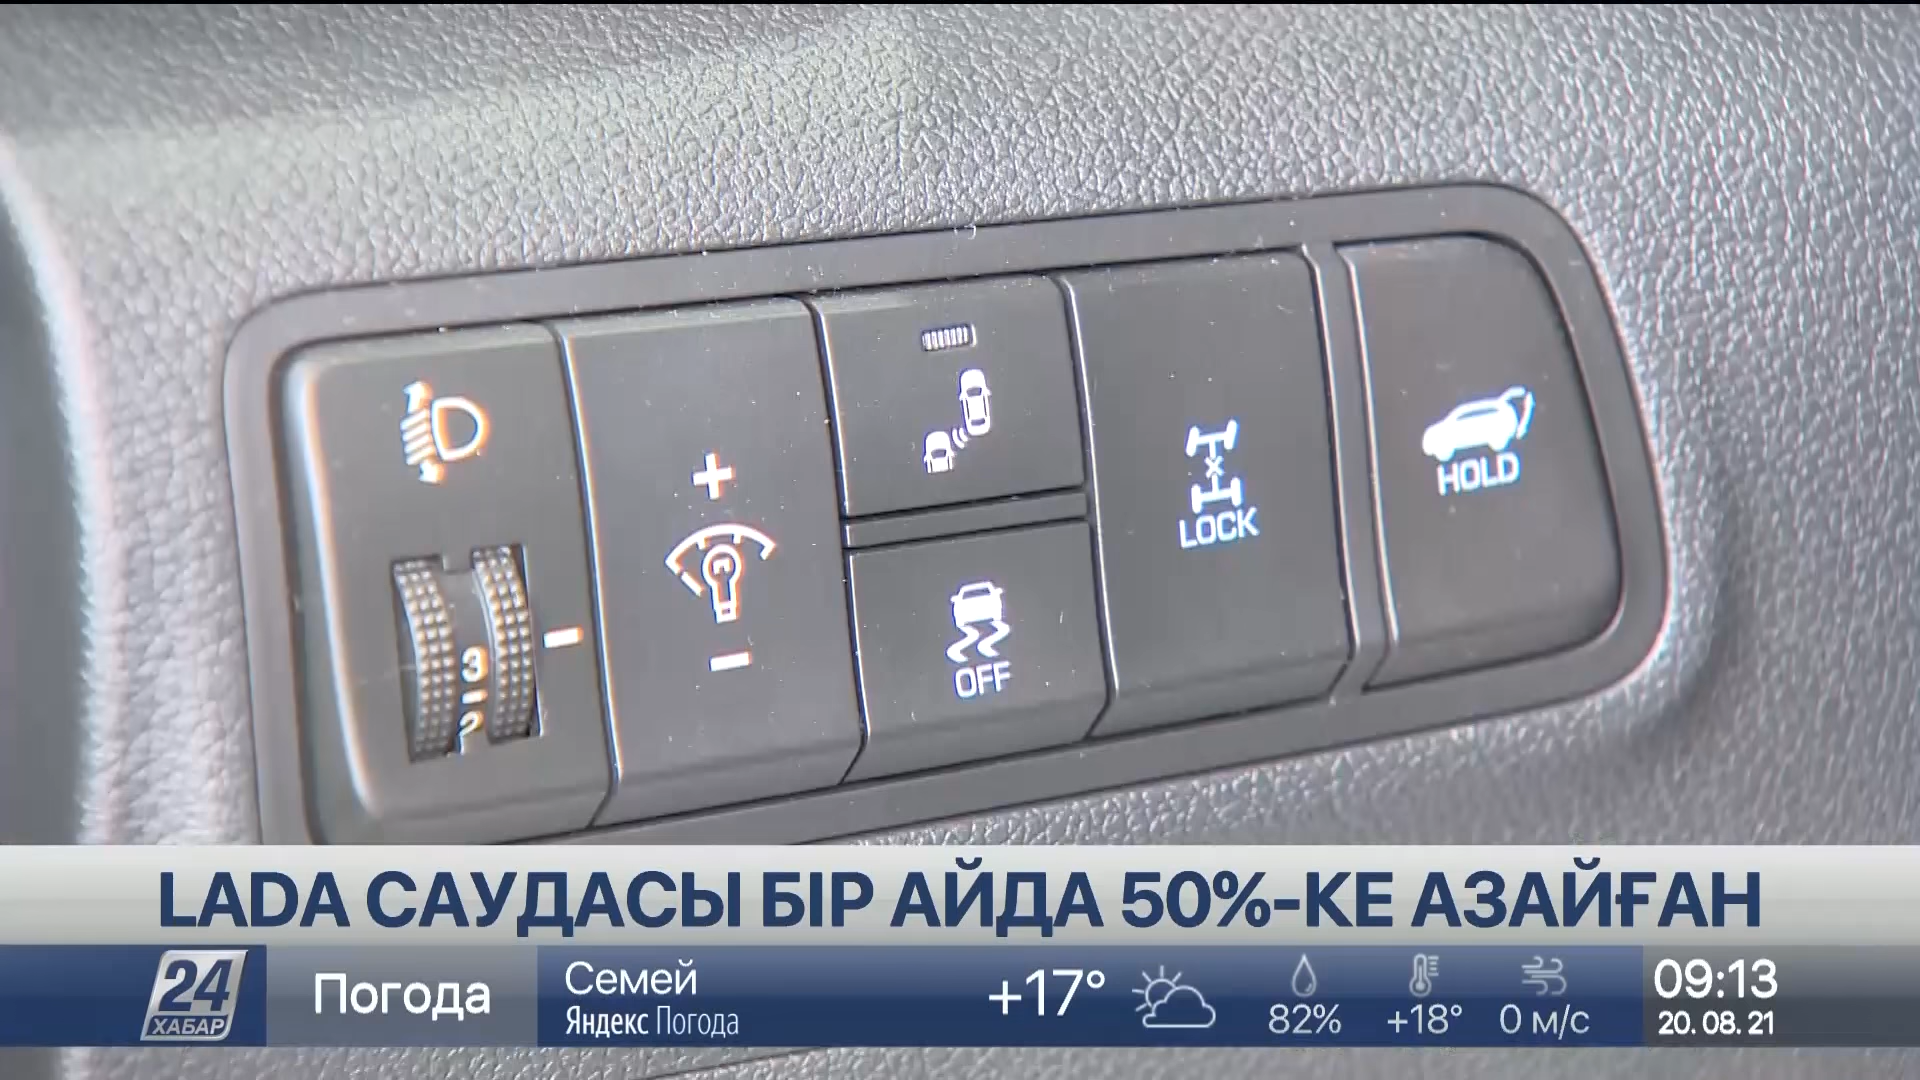 HOLD
LOCK
OFF
+
3
2
LADA САУДАСЫ БІР АЙДА 50%-КЕ АЗАЙҒАН
24
ХАБАР
Погода
Семей
Яндекс Погода
+17°
82%
+18°
0 м/с
09:13
20. 08. 21